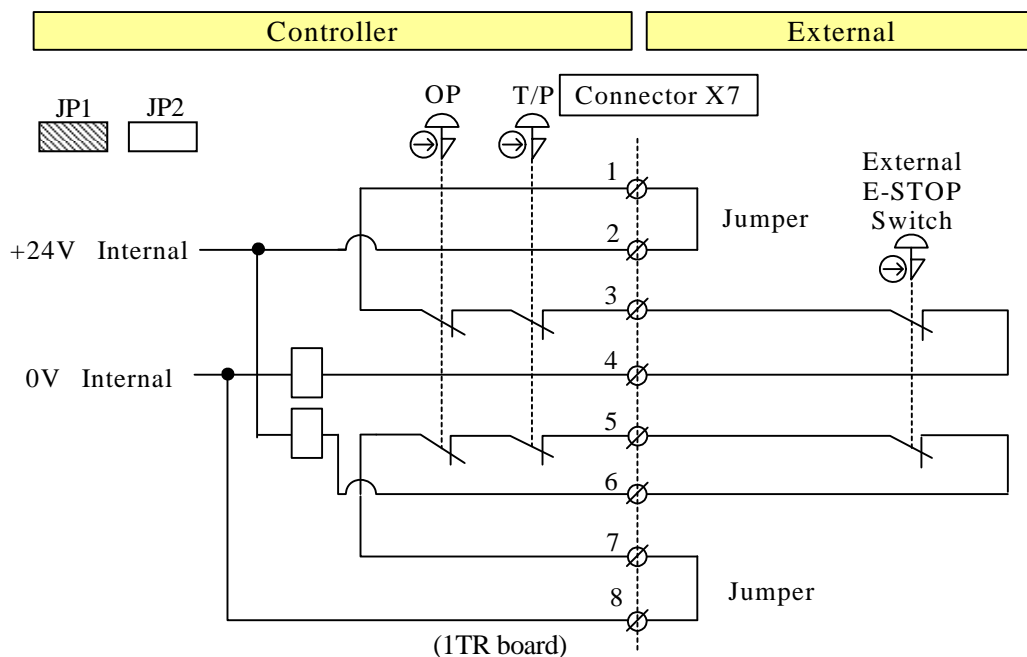 Controller
External
JP1
JP2
OP
T/P
Connector X7
1
External
E-STOP
Switch
Jumper
2
+24V Internal
3
0V Internal
4
5
6
7
Jumper
8
(1TR board)